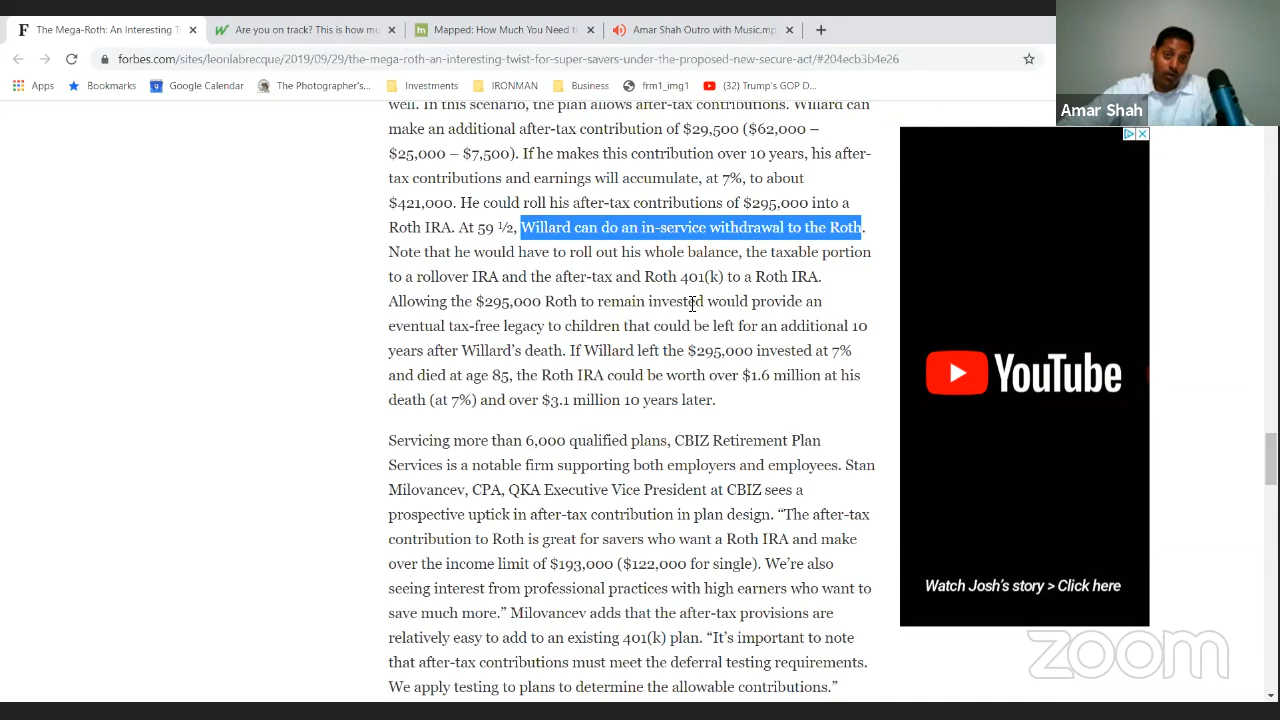 F The Mega-Roth: An Interesting T
Are you on track? This is how mu
Mapped: How Much You Need t
Amar Shah Outro with Music.mp
forbes.com/sites/leonlabrecque/2019/09/29/the-mega-roth-an-interesting-twist-for-super-savers-under-the-proposed-new-secure-act/#204ecb3b4e26
Apps Bookmarks Google Calendar The Photographer's... Investments IRONMAN Business frm1_img1 (32) Trump's GOP D...
Amar Shah
well. In this scenario, the plan allows after-tax contributions. Willard can
make an additional after-tax contribution of $29,500 ($62,000 –
$25,000 – $7,500). If he makes this contribution over 10 years, his after-
tax contributions and earnings will accumulate, at 7%, to about
$421,000. He could roll his after-tax contributions of $295,000 into a
Roth IRA. At 59 ½, Willard can do an in-service withdrawal to the Roth.
Note that he would have to roll out his whole balance, the taxable portion
to a rollover IRA and the after-tax and Roth 401(k) to a Roth IRA.
Allowing the $295,000 Roth to remain invested would provide an
eventual tax-free legacy to children that could be left for an additional 10
years after Willard's death. If Willard left the $295,000 invested at 7%
and died at age 85, the Roth IRA could be worth over $1.6 million at his
death (at 7%) and over $3.1 million 10 years later.
Servicing more than 6,000 qualified plans, CBIZ Retirement Plan
Services is a notable firm supporting both employers and employees. Stan
Milovancev, CPA, QKA Executive Vice President at CBIZ sees a
prospective uptick in after-tax contribution in plan design. “The after-tax
contribution to Roth is great for savers who want a Roth IRA and make
over the income limit of $193,000 ($122,000 for single). We're also
seeing interest from professional practices with high earners who want to
save much more.” Milovancev adds that the after-tax provisions are
relatively easy to add to an existing 401(k) plan. “It's important to note
that after-tax contributions must meet the deferral testing requirements.
We apply testing to plans to determine the allowable contributions.”
YouTube
Watch Josh's story > Click here
zoom